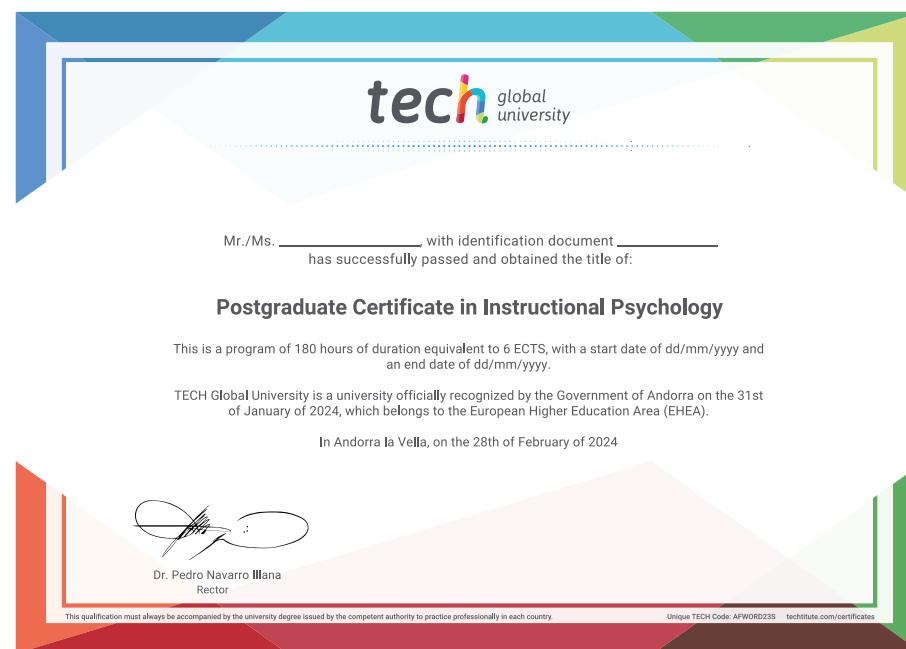 tech global
university
Mr./Ms. ____________, with identification document ____________
has successfully passed and obtained the title of:
Postgraduate Certificate in Instructional Psychology
This is a program of 180 hours of duration equivalent to 6 ECTS, with a start date of dd/mm/yyyy and
an end date of dd/mm/yyyy.
TECH Global University is a university officially recognized by the Government of Andorra on the 31st
of January of 2024, which belongs to the European Higher Education Area (EHEA).
In Andorra la Vella, on the 28th of February of 2024
Dr. Pedro Navarro Illana
Rector
This qualification must always be accompanied by the university degree issued by the competent authority to practice professionally in each country. Unique TECH Code: AFWORD23S techtitute.com/certificates